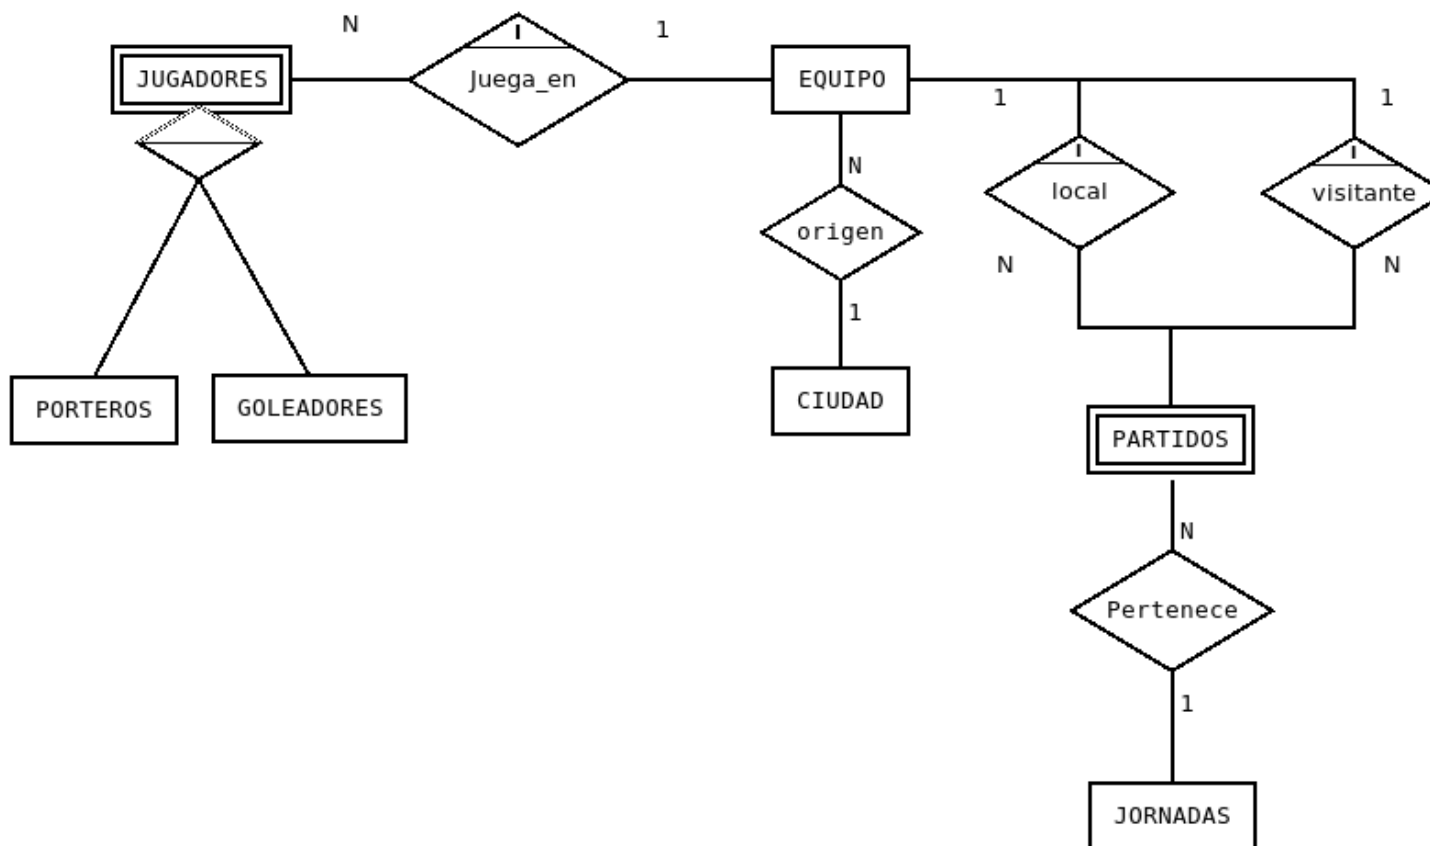 N
I
1
JUGADORES
Juega_en
EQUIPO
1
1
I
I
N
local
visitante
origen
N
N
1
PORTEROS
GOLEADORES
CIUDAD
PARTIDOS
N
Pertenece
1
JORNADAS